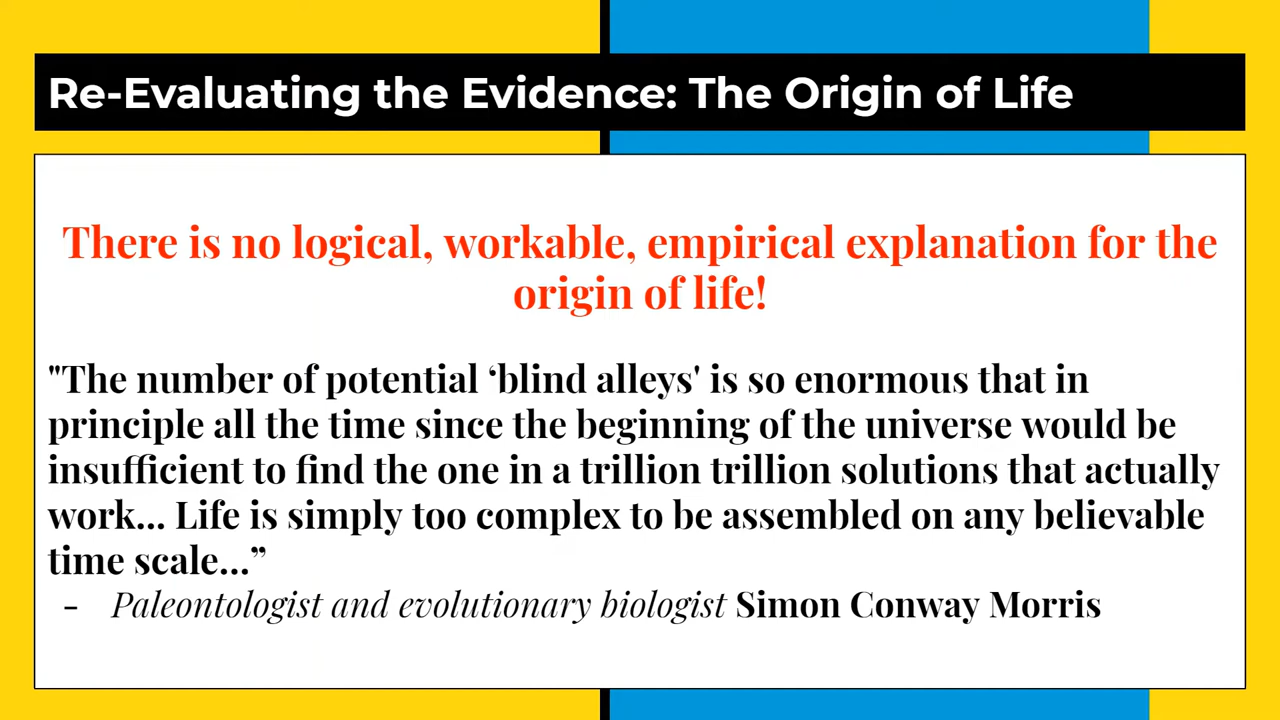 Re-Evaluating the Evidence: The Origin of Life
There is no logical, workable, empirical explanation for the
origin of life!
"The number of potential ‘blind alleys' is so enormous that in
principle all the time since the beginning of the universe would be
insufficient to find the one in a trillion trillion solutions that actually
work... Life is simply too complex to be assembled on any believable
time scale...”
- Paleontologist and evolutionary biologist Simon Conway Morris